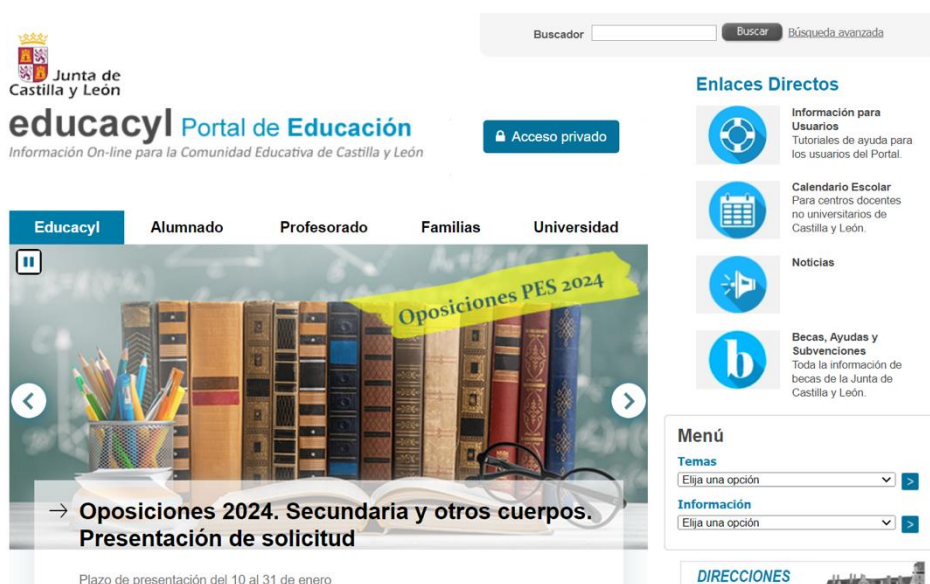 Buscador
Buscar
Búsqueda avanzada
Junta de
Castilla y León
educacyl Portal de Educación
Información On-line para la Comunidad Educativa de Castilla y León
Acceso privado
Educacyl
Alumnado
Profesorado
Familias
Universidad
Oposiciones PES 2024
Oposiciones 2024. Secundaria y otros cuerpos.
Presentación de solicitud
Plazo de presentación del 10 al 31 de enero
Enlaces Directos
Información para
Usuarios
Tutoriales de ayuda para
los usuarios del Portal.
Calendario Escolar
Para centros docentes
no universitarios de
Castilla y León.
Noticias
b
Becas, Ayudas y
Subvenciones
Toda la información de
becas de la Junta de
Castilla y León.
Menú
Temas
Elija una opción
>
Información
Elija una opción
>
DIRECCIONES